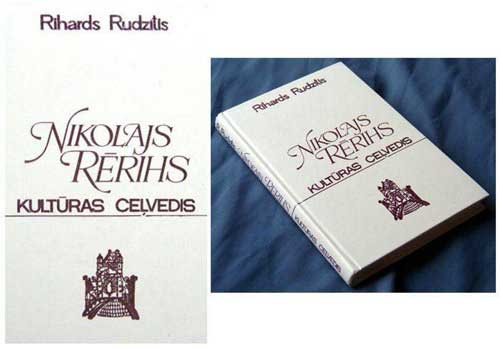 Rihards Rudzītis
NIKOLAJS
RĒRIHS
KULTŪRAS CEĻVEDIS
Rihards Rudzītis
NIKOLAJS
RĒRIHS
KULTŪRAS CEĻVEDIS
KULTŪRAS CEĻVEDIS